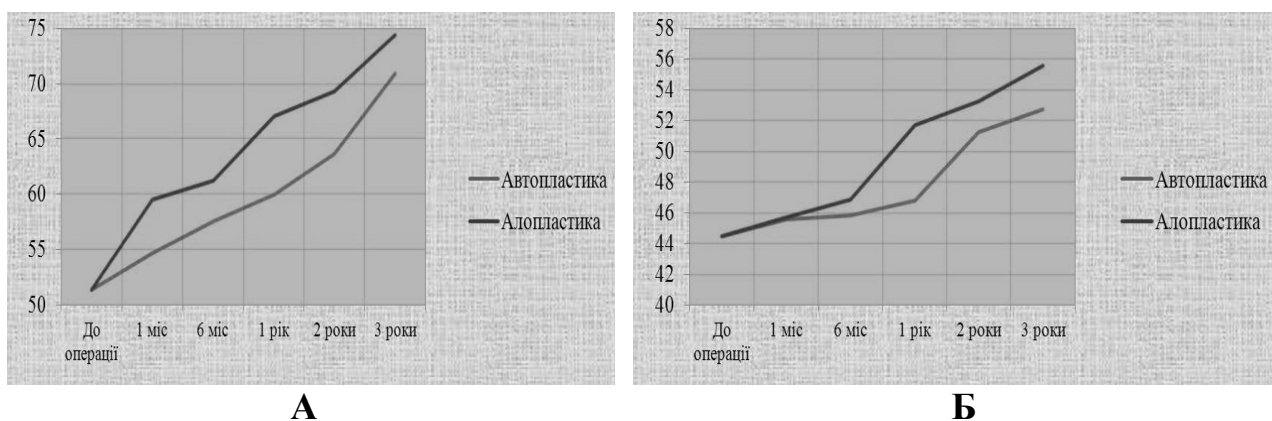 75
70
65
60
55
50
До операції
1 міс
6 міс
1 рік
2 роки
3 роки
Автопластика
Алопластика
А
58
56
54
52
50
48
46
44
42
40
До операції
1 міс
6 міс
1 рік
2 роки
3 роки
Автопластика
Алопластика
Б